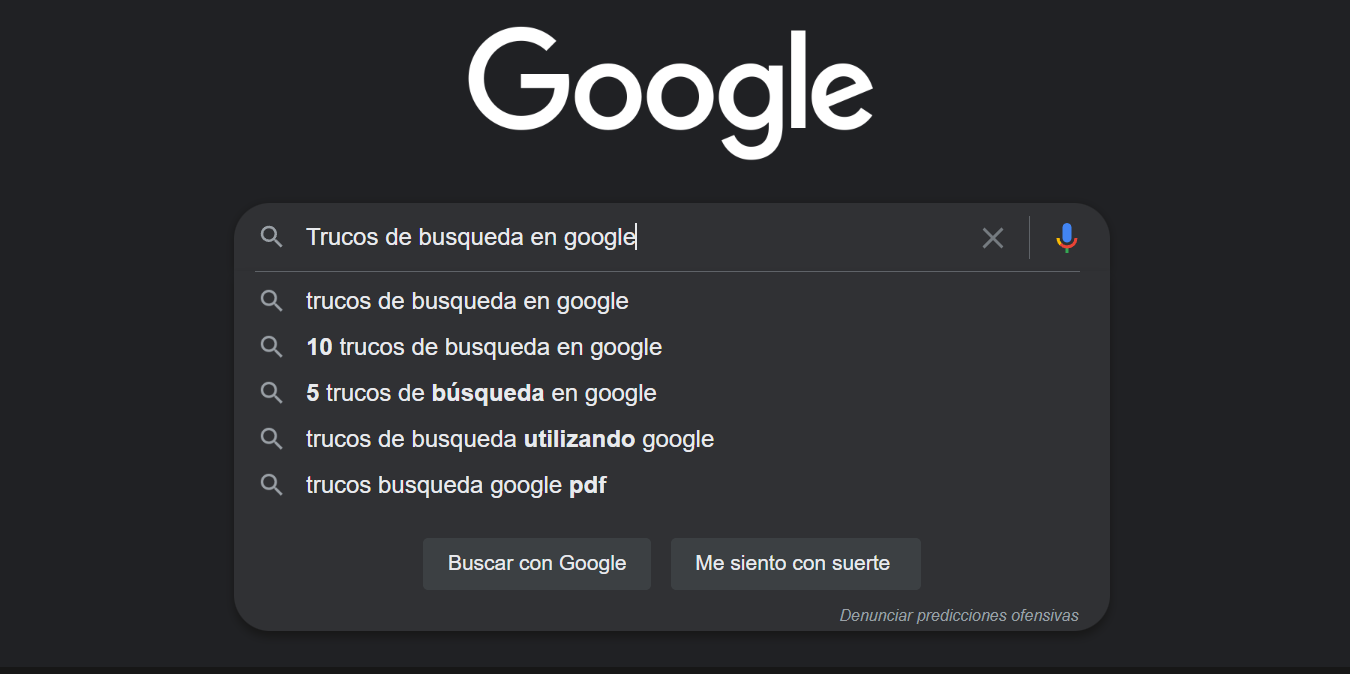 Google
Trucos de busqueda en google
trucos de busqueda en google
10 trucos de busqueda en google
5 trucos de búsqueda en google
trucos de busqueda utilizando google
trucos busqueda google pdf
Buscar con Google
Me siento con suerte
Denunciar predicciones ofensivas